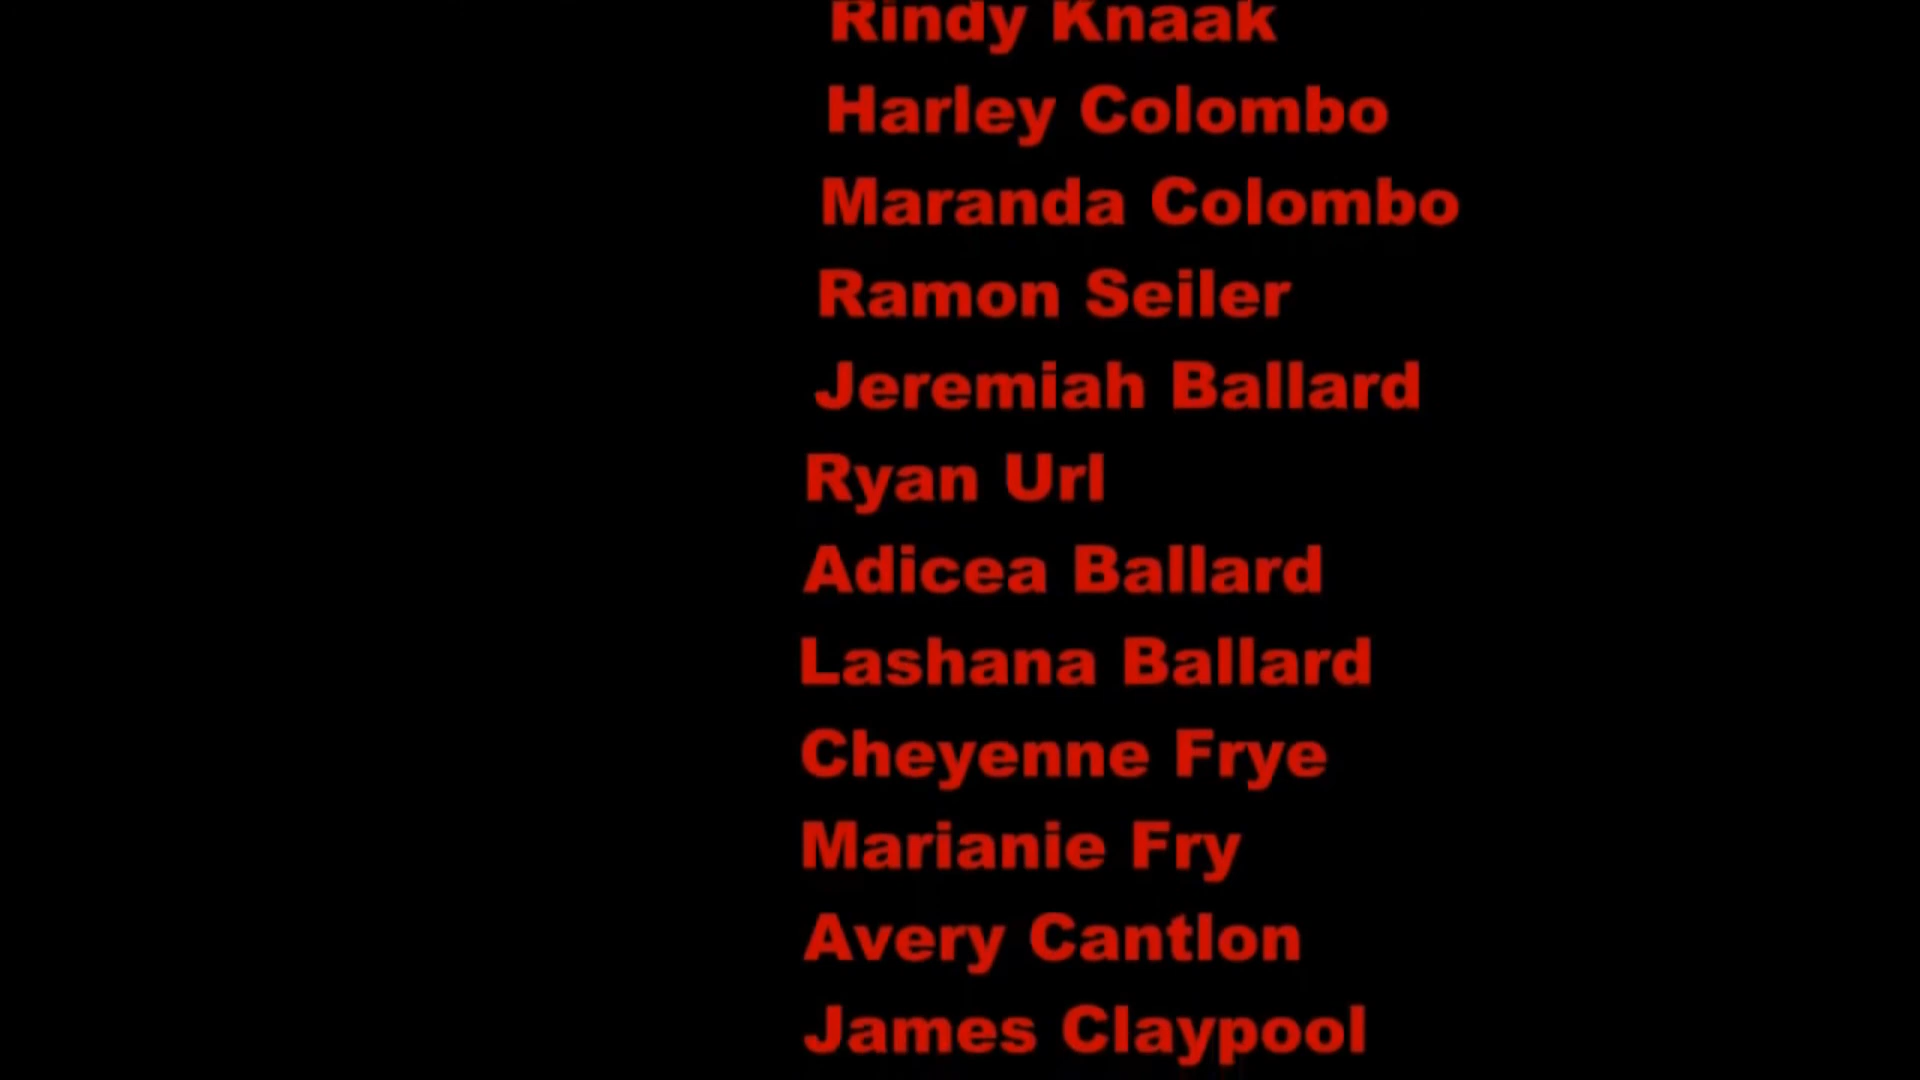 Rindy Knaak
Harley Colombo
Maranda Colombo
Ramon Seiler
Jeremiah Ballard
Ryan Url
Adicea Ballard
Lashana Ballard
Cheyenne Frye
Marianie Fry
Avery Cantlon
James Claypool